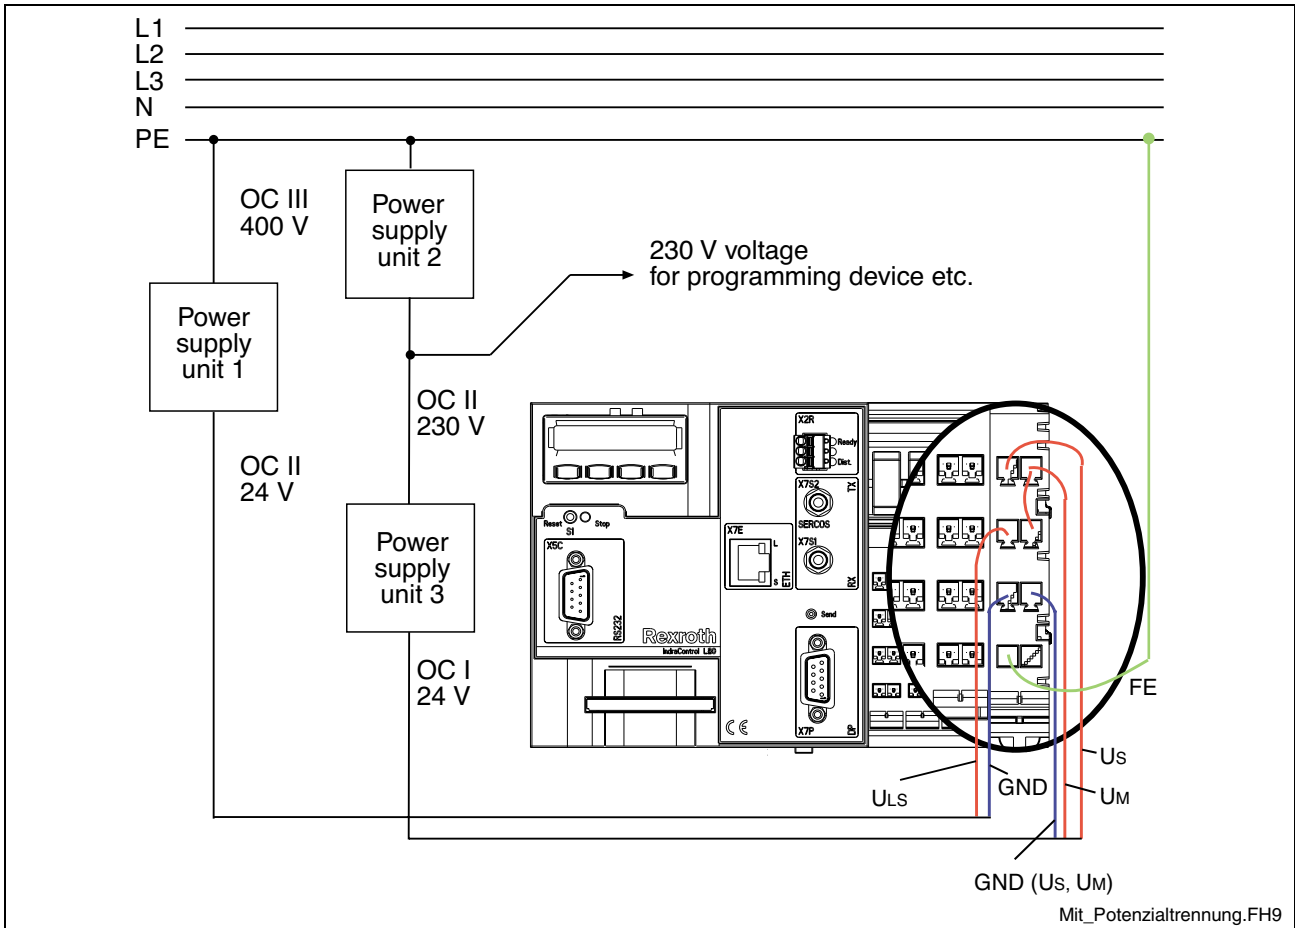 L1
L2
L3
N
PE
OC III
400 V
Power
supply
unit 2
230 V voltage
for programming device etc.
Power
supply
unit 1
OC II
230 V
OC II
24 V
Power
supply
unit 3
OC I
24 V
X2R
Ready
Dist.
X7S2
TX
SERCOS
X7S1
RX
Reset
Stop
S1
X5C
RS232
X7E
L
S
ETH
Send
Rexroth
IndraControl L80
X7P
DP
CE
FE
ULS
GND
US
UM
GND (US, UM)
Mit_Potenzialtrennung.FH9